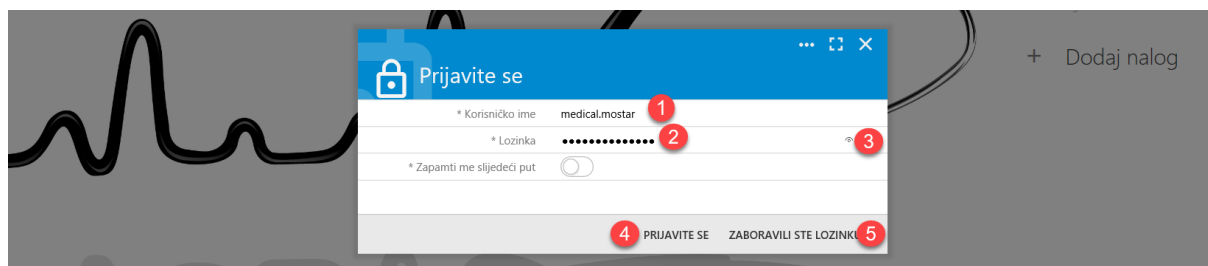 + Dodaj nalog
Prijavite se
* Korisničko ime medical.mostar 1
* Lozinka •••••••••••••• 2 3
* Zapamti me slijedeći put
4 PRIJAVITE SE ZABORAVILI STE LOZINKU 5